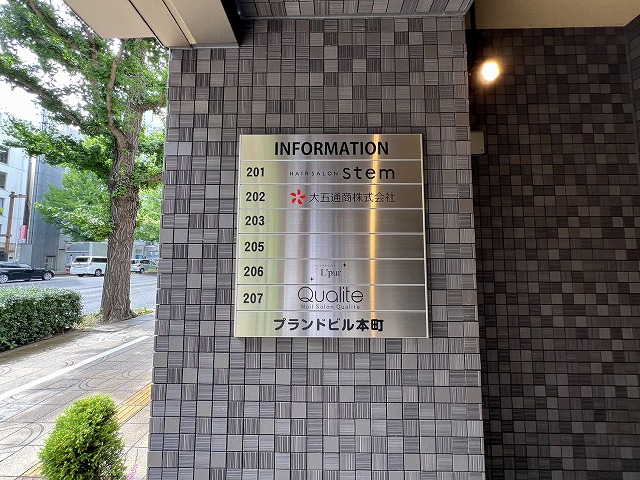 INFORMATION
201 HAIR SALON stem
202 大五通商株式会社
203
205
206 L'pur
207 Qualite
Nail Salon Qualite
プランドビル本町